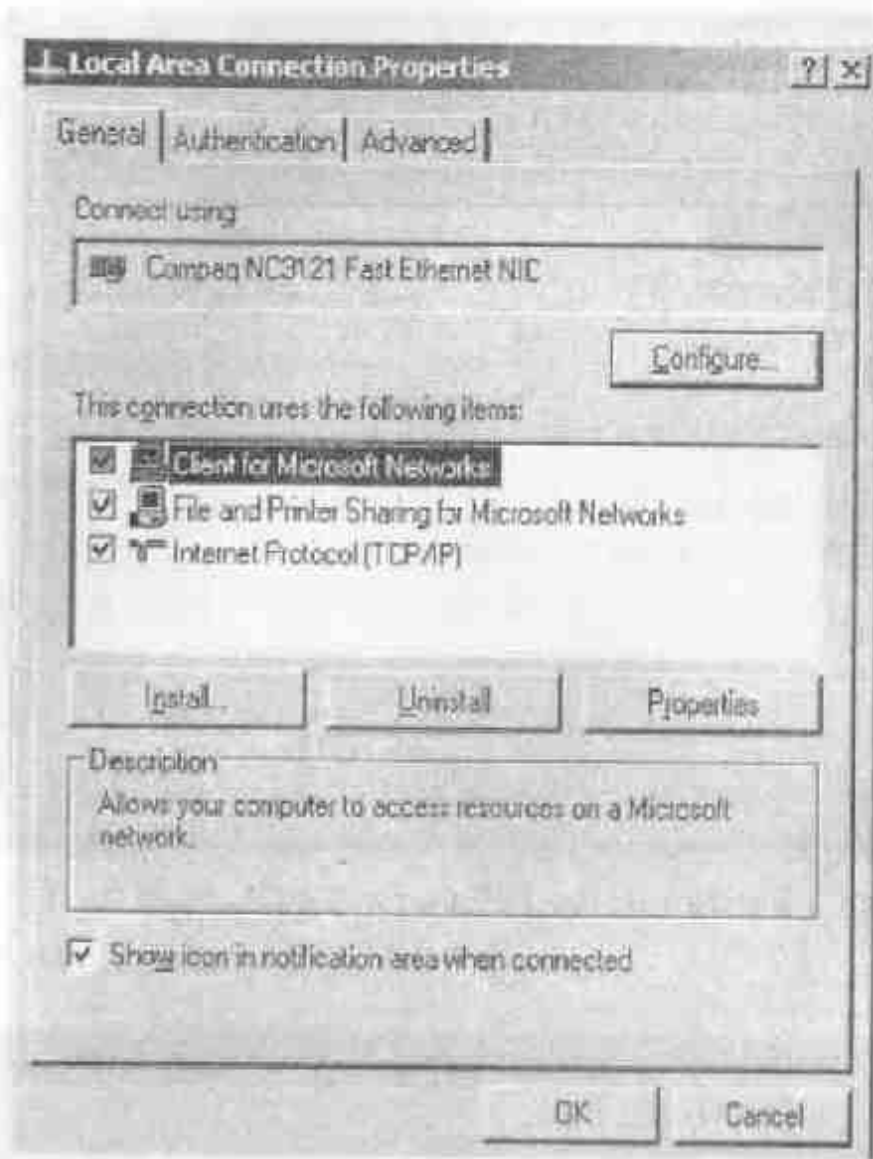 Local Area Connection Properties
? ×
General Authentication Advanced
Connect using:
Compaq NC3121 Fast Ethernet NIC
Configure...
This connection uses the following items:
Client for Microsoft Networks
File and Printer Sharing for Microsoft Networks
Internet Protocol (TCP/IP)
Install... Uninstall Properties
Description
Allows your computer to access resources on a Microsoft
network.
Show icon in notification area when connected
OK Cancel